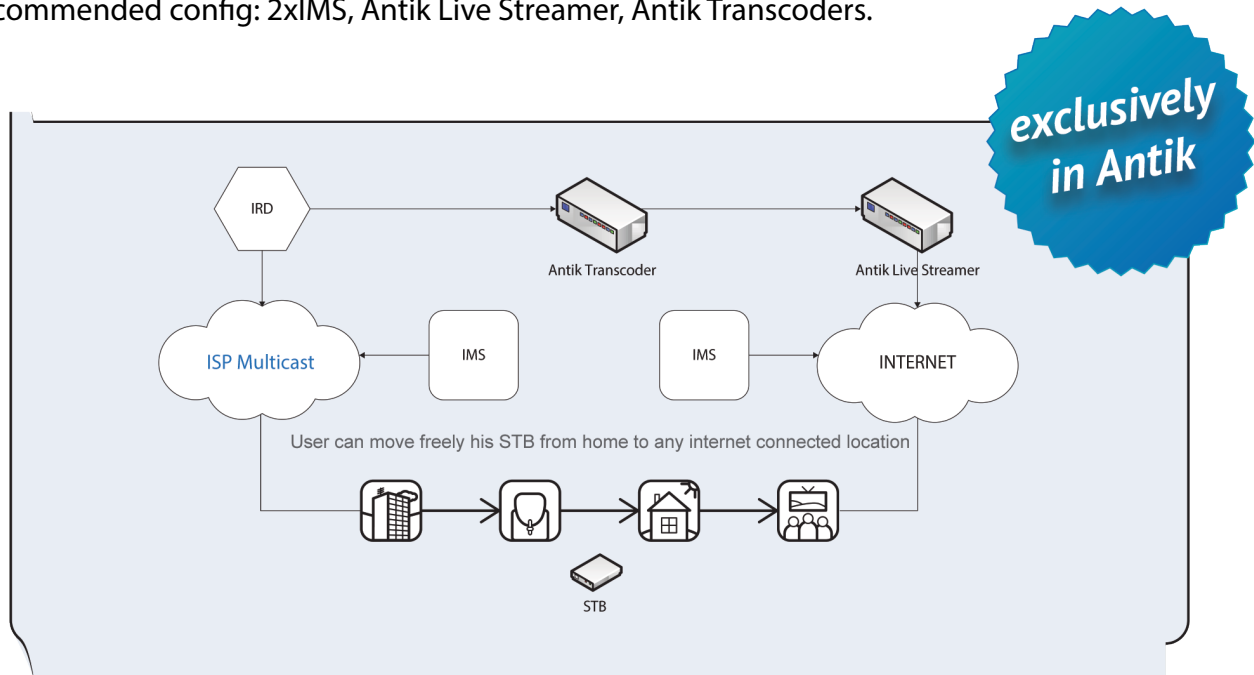 config: 2xIMS, Antik Live Streamer, Antik Transcoders.
exclusively
in Antik
IRD
Antik Transcoder
Antik Live Streamer
ISP Multicast
IMS
IMS
INTERNET
User can move freely his STB from home to any internet connected location
STB